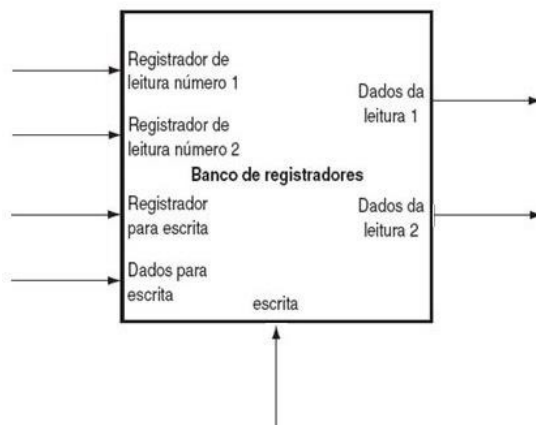 Registrador de
leitura número 1
Registrador de
leitura número 2
Banco de registradores
Registrador
para escrita
Dados para
escrita
Dados da
leitura 1
Dados da
leitura 2
escrita